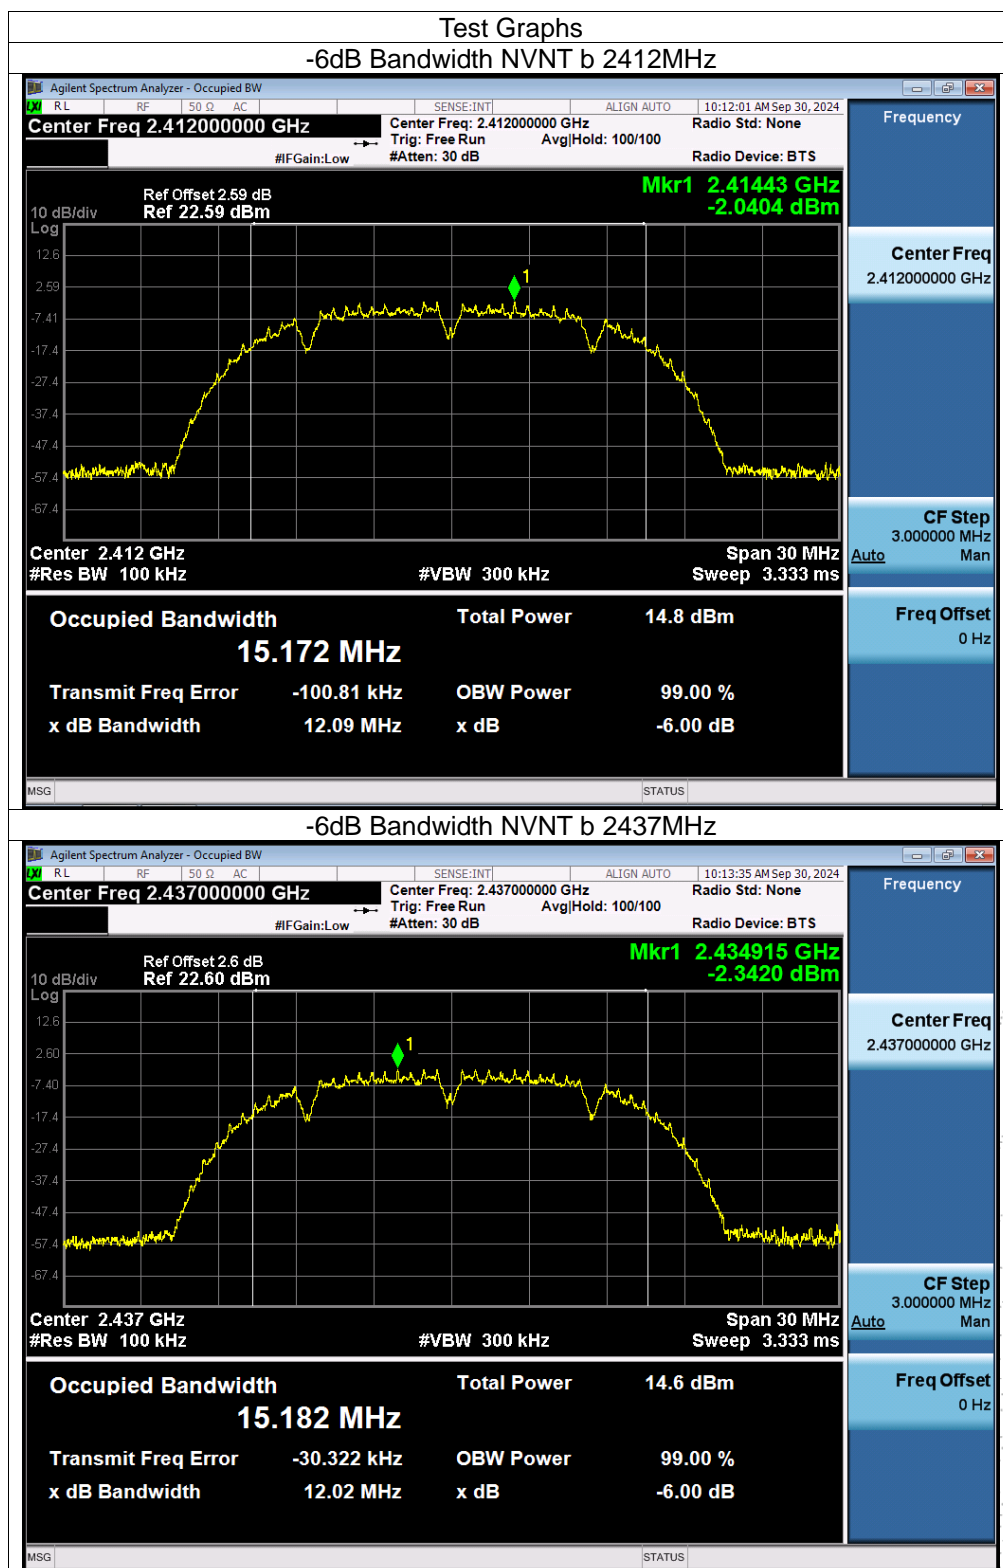 Test Graphs
-6dB Bandwidth NVNT b 2412MHz
Agilent Spectrum Analyzer - Occupied BW
LXI RL RF 50 Ω AC SENSE:INT ALIGN AUTO 10:12:01 AM Sep 30, 2024
Center Freq 2.412000000 GHz Center Freq: 2.412000000 GHz Radio Std: None Frequency
Trig: Free Run Avg|Hold: 100/100
#IFGain:Low #Atten: 30 dB Radio Device: BTS
Mkr1 2.41443 GHz
Ref Offset 2.59 dB
10 dB/div Ref 22.59 dBm -2.0404 dBm
Log
12.6
2.59
-7.41
-17.4
-27.4
-37.4
-47.4
-57.4
-67.4
1
Center Freq
2.412000000 GHz
Center 2.412 GHz Span 30 MHz
#Res BW 100 kHz #VBW 300 kHz Sweep 3.333 ms
CF Step
3.000000 MHz
Auto Man
Occupied Bandwidth Total Power 14.8 dBm
15.172 MHz
Transmit Freq Error -100.81 kHz OBW Power 99.00 %
x dB Bandwidth 12.09 MHz x dB -6.00 dB
Freq Offset
0 Hz
MSG STATUS
-6dB Bandwidth NVNT b 2437MHz
Agilent Spectrum Analyzer - Occupied BW
LXI RL RF 50 Ω AC SENSE:INT ALIGN AUTO 10:13:35 AM Sep 30, 2024
Center Freq 2.437000000 GHz Center Freq: 2.437000000 GHz Radio Std: None Frequency
Trig: Free Run Avg|Hold: 100/100
#IFGain:Low #Atten: 30 dB Radio Device: BTS
Mkr1 2.434915 GHz
Ref Offset 2.6 dB
10 dB/div Ref 22.60 dBm -2.3420 dBm
Log
12.6
2.60
-7.40
-17.4
-27.4
-37.4
-47.4
-57.4
-67.4
1
Center Freq
2.437000000 GHz
Center 2.437 GHz Span 30 MHz
#Res BW 100 kHz #VBW 300 kHz Sweep 3.333 ms
CF Step
3.000000 MHz
Auto Man
Occupied Bandwidth Total Power 14.6 dBm
15.182 MHz
Transmit Freq Error -30.322 kHz OBW Power 99.00 %
x dB Bandwidth 12.02 MHz x dB -6.00 dB
Freq Offset
0 Hz
MSG STATUS